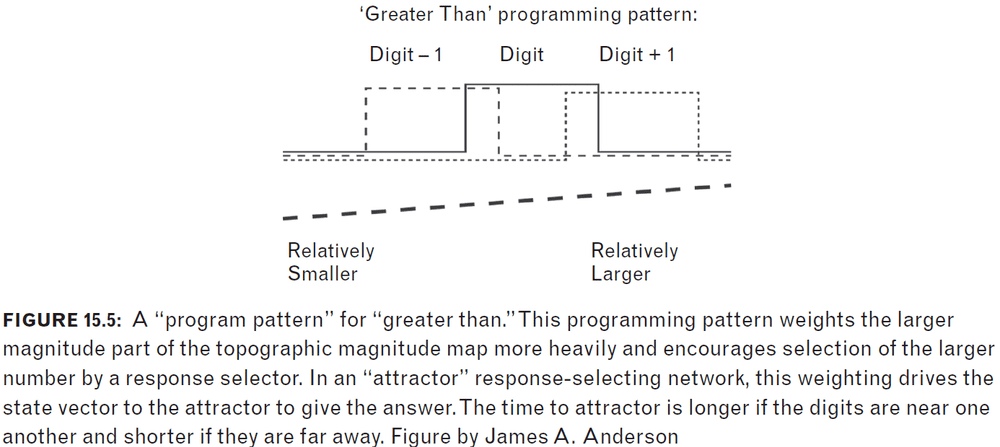 ‘Greater Than’ programming pattern:
Digit – 1 Digit Digit + 1
Relatively Relatively
Smaller Larger
FIGURE 15.5: A “program pattern” for “greater than.” This programming pattern weights the larger
magnitude part of the topographic magnitude map more heavily and encourages selection of the larger
number by a response selector. In an “attractor” response-selecting network, this weighting drives the
state vector to the attractor to give the answer. The time to attractor is longer if the digits are near one
another and shorter if they are far away. Figure by James A. Anderson